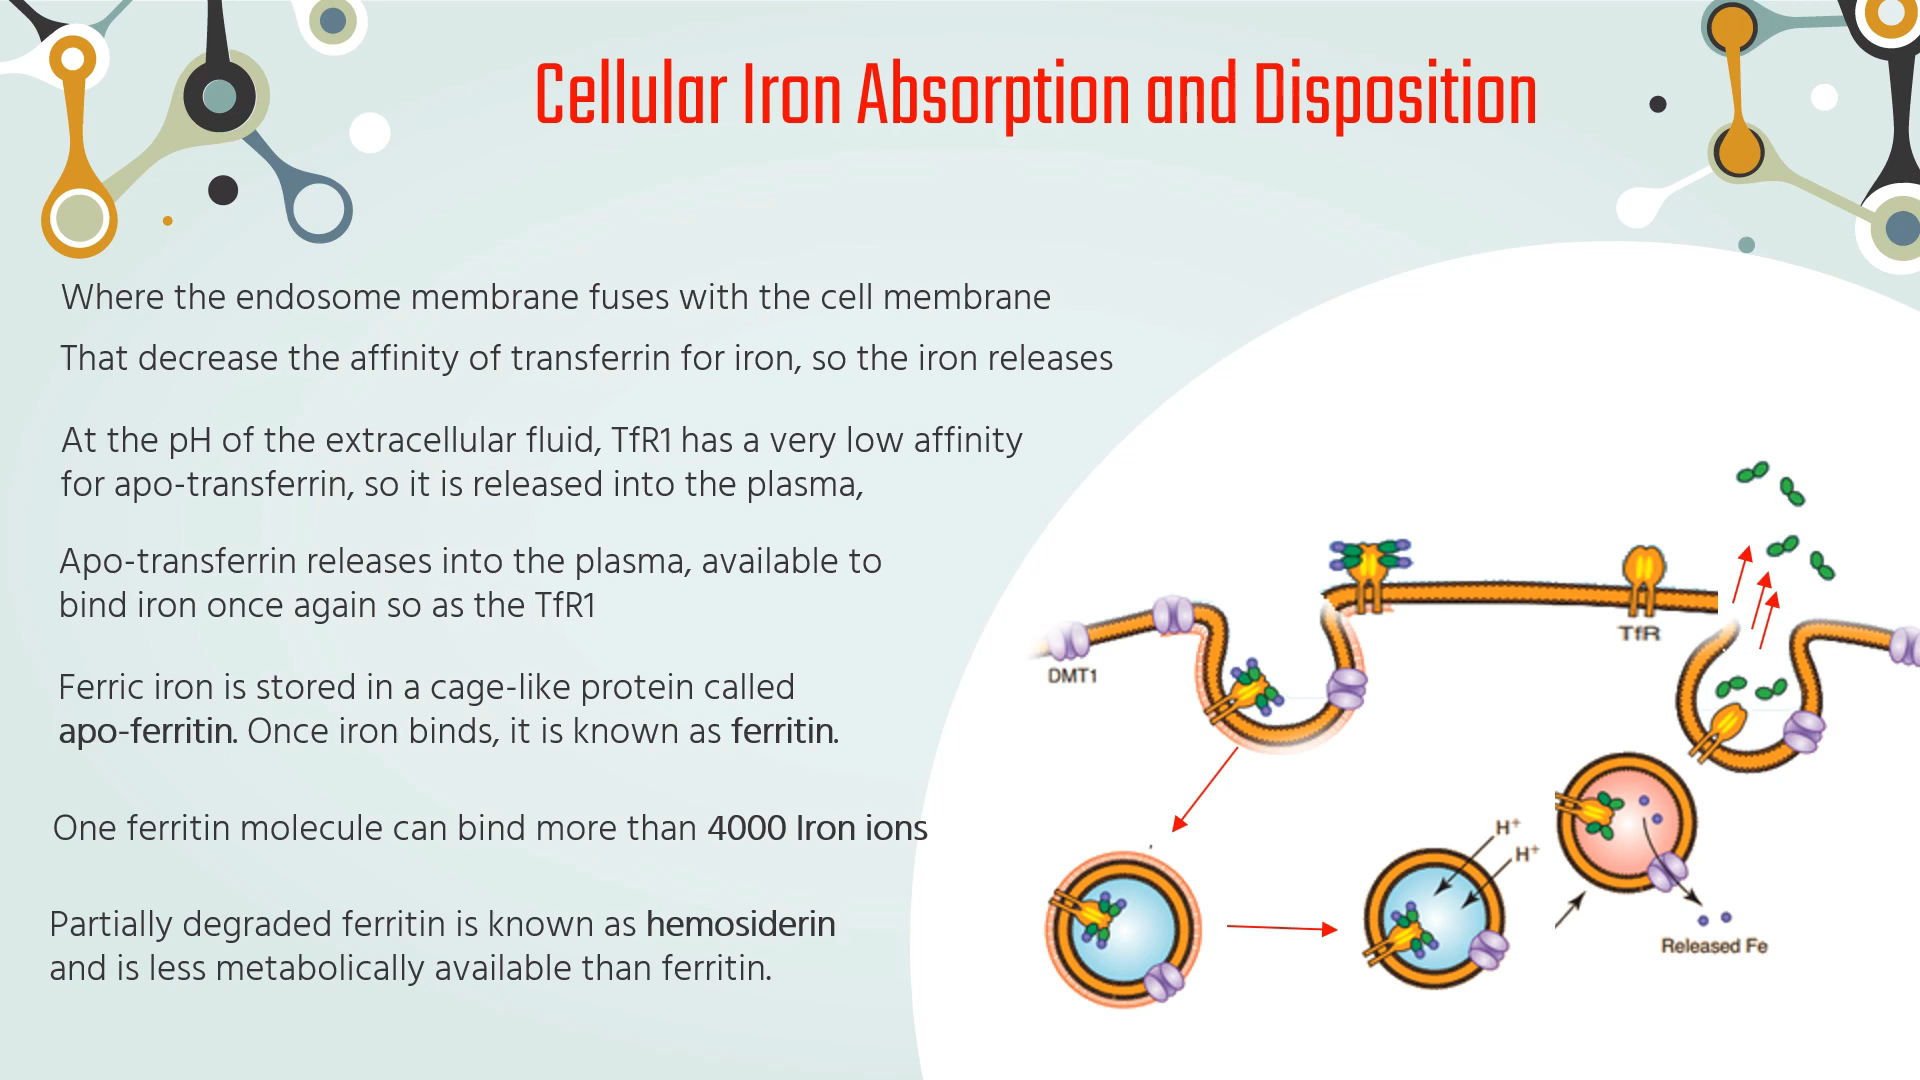 Cellular Iron Absorption and Disposition
Where the endosome membrane fuses with the cell membrane
That decrease the affinity of transferrin for iron, so the iron releases
At the pH of the extracellular fluid, TfR1 has a very low affinity
for apo-transferrin, so it is released into the plasma,
Apo-transferrin releases into the plasma, available to
bind iron once again so as the TfR1
Ferric iron is stored in a cage-like protein called
apo-ferritin. Once iron binds, it is known as ferritin.
One ferritin molecule can bind more than 4000 Iron ions
Partially degraded ferritin is known as hemosiderin
and is less metabolically available than ferritin.
TfR
DMT1
H+
H+
Released Fe